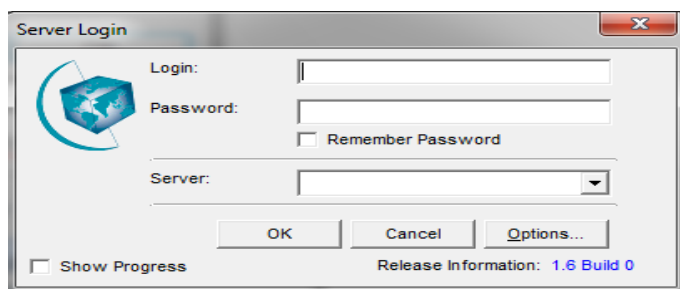 Server Login
Login:
Password:
Remember Password
Server:
OK Cancel Options...
Show Progress Release Information: 1.6 Build 0